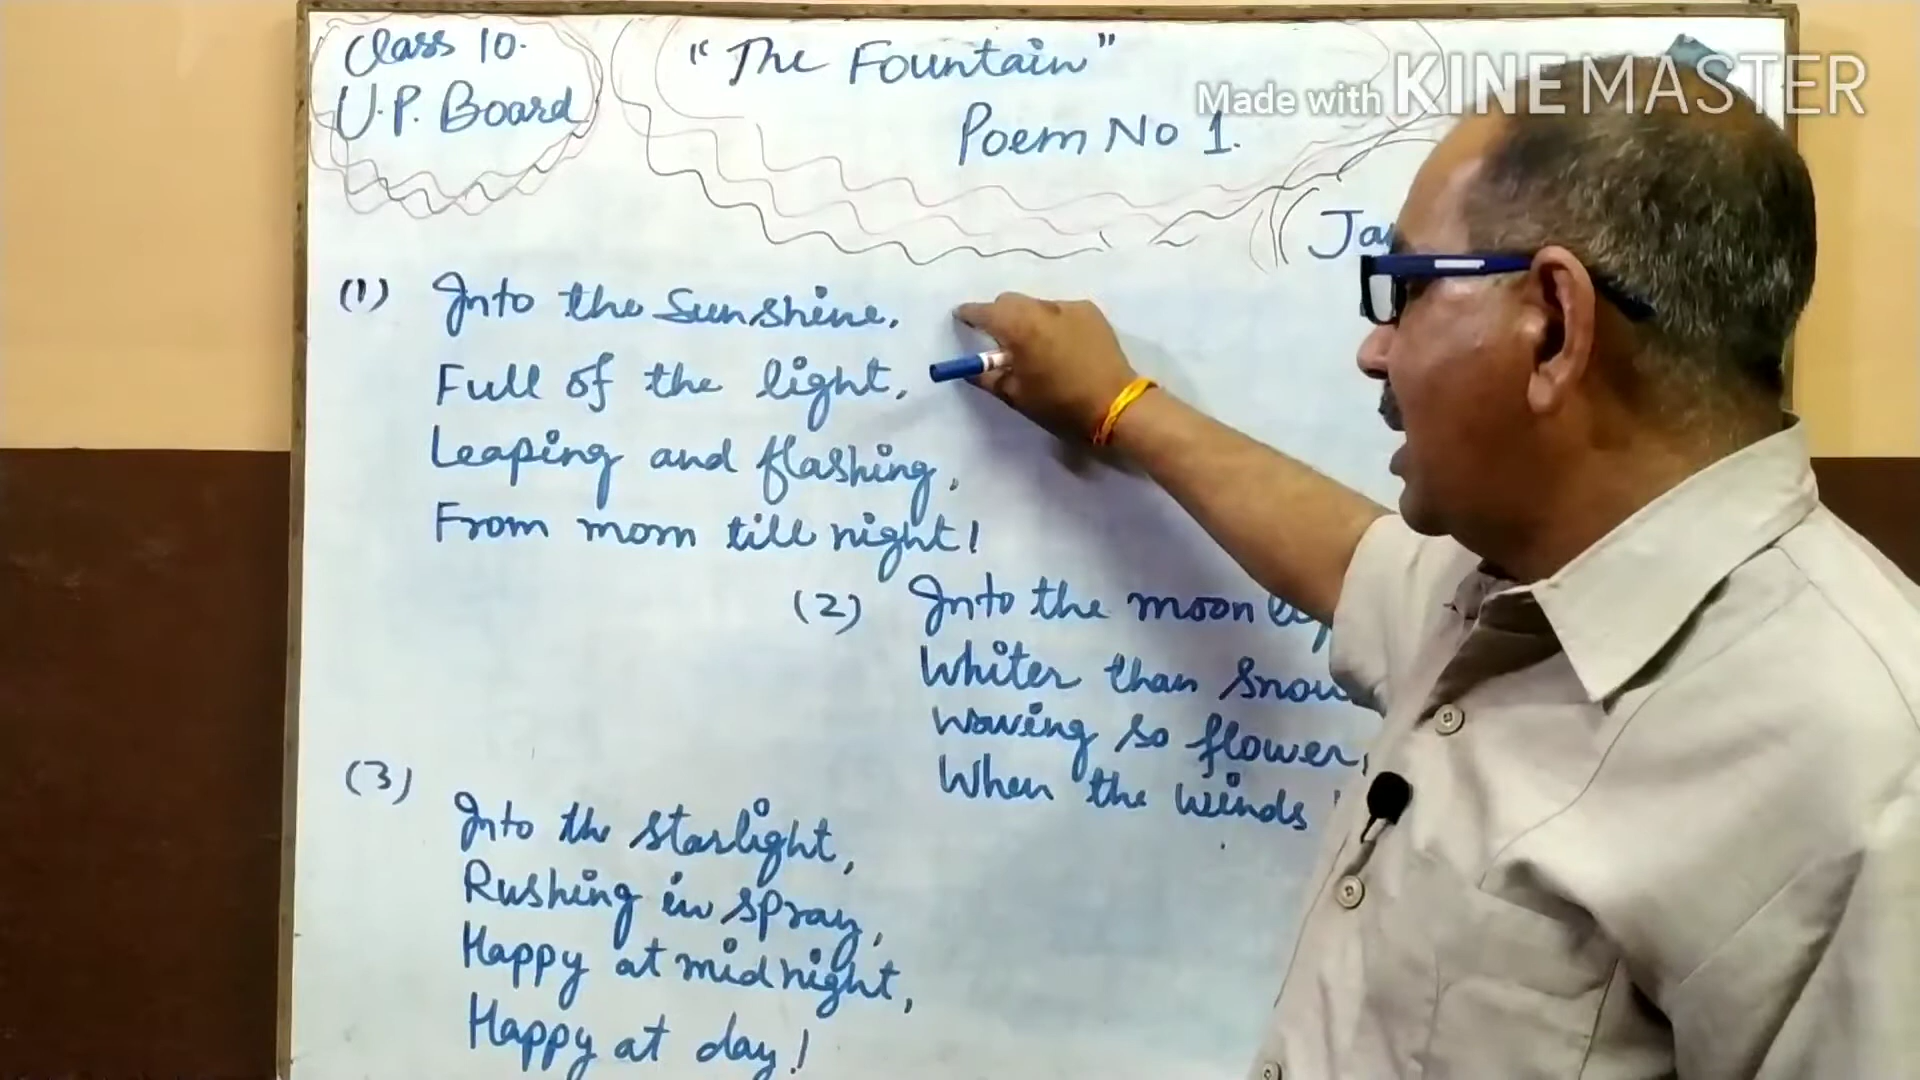 Class 10.
U.P. Board
"The Fountain"
Poem No 1.
Made with KINEMASTER
(1) Into the Sunshine,
Full of the light,
Leaping and flashing,
From morn till night!
(2) Into the moon
Whiter than snow
Waving so flower,
When the winds
(3)
Into the starlight,
Rushing in spray,
Happy at midnight,
Happy at day!